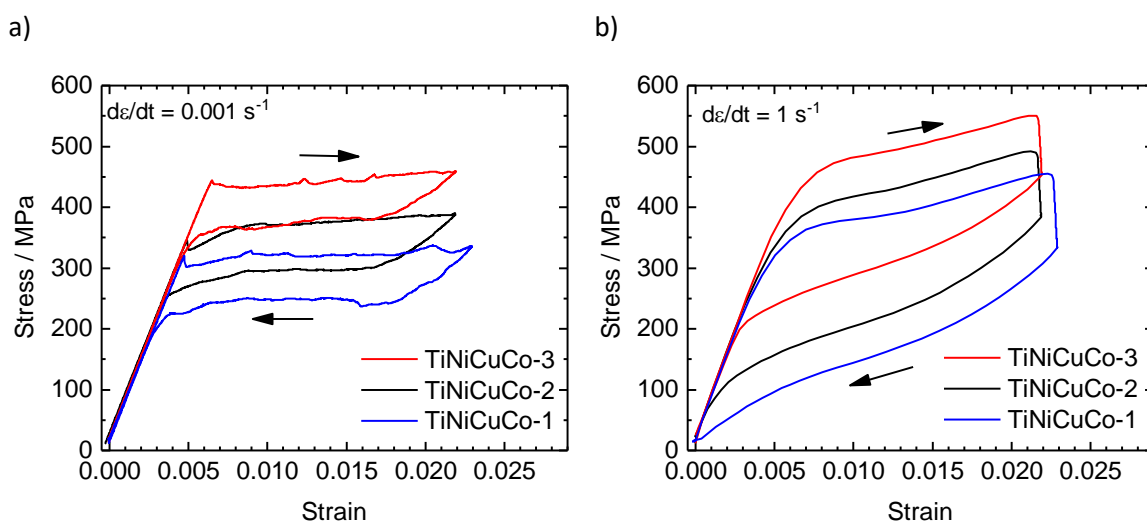 a)
600
500
400
300
200
100
0
Stress / MPa
dε/dt = 0.001 s⁻¹
TiNiCuCo-3
TiNiCuCo-2
TiNiCuCo-1
0.000 0.005 0.010 0.015 0.020 0.025
Strain
b)
600
500
400
300
200
100
0
Stress / MPa
dε/dt = 1 s⁻¹
TiNiCuCo-3
TiNiCuCo-2
TiNiCuCo-1
0.000 0.005 0.010 0.015 0.020 0.025
Strain